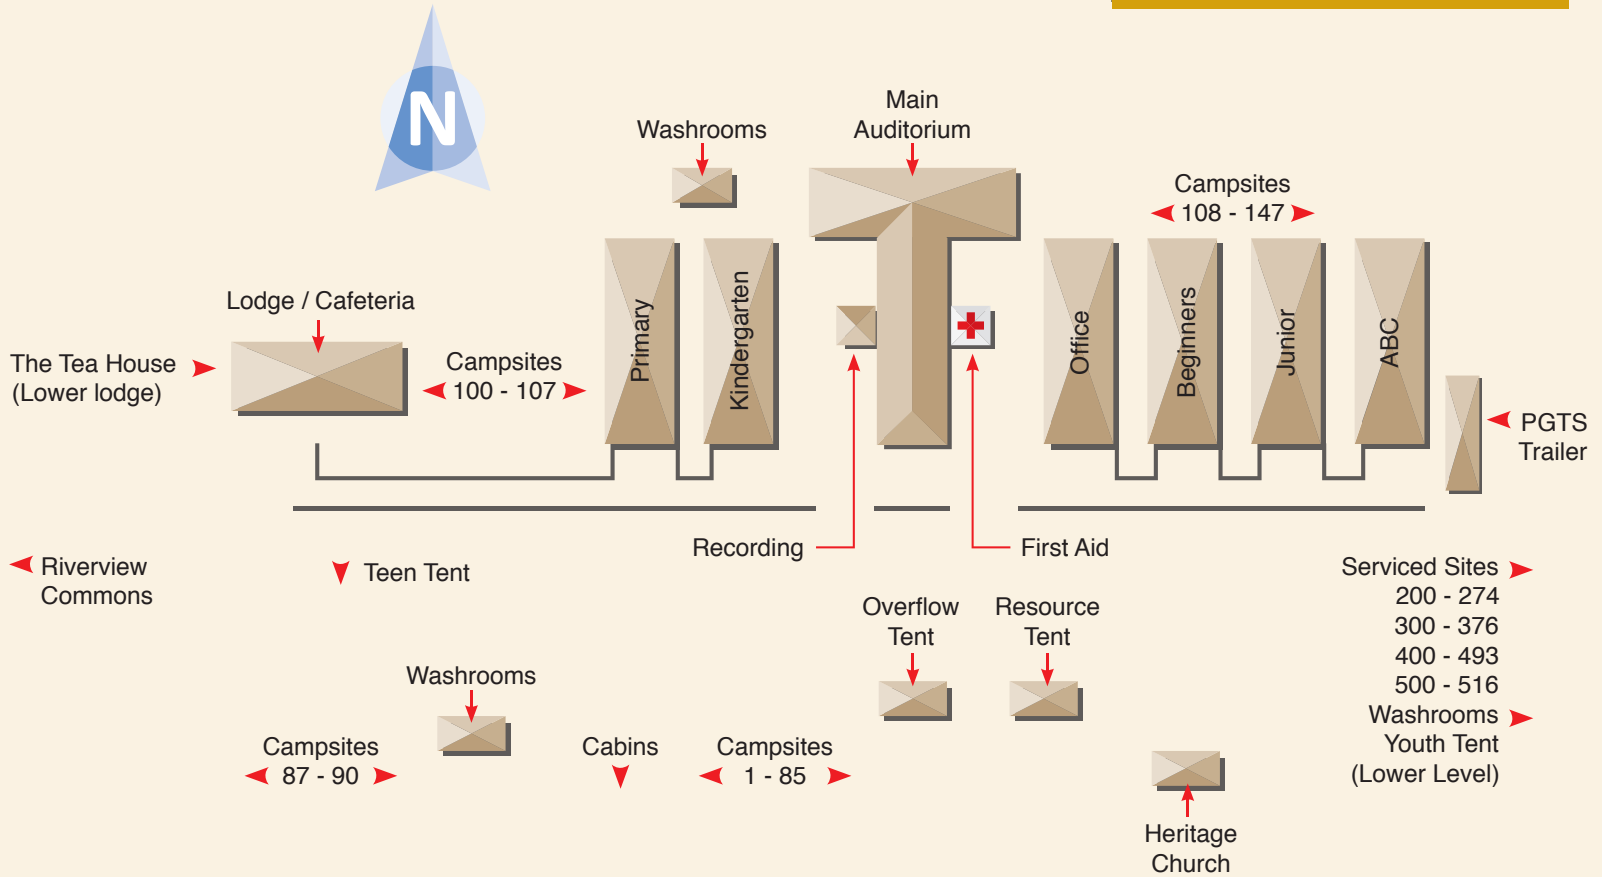 N
Washrooms
Main
Auditorium
Campsites
108 - 147
Lodge / Cafeteria
The Tea House
(Lower lodge)
Campsites
100 - 107
Primary
Kindergarten
Office
Beginners
Junior
ABC
PGTS
Trailer
Recording
First Aid
Riverview
Commons
Teen Tent
Overflow
Tent
Resource
Tent
Serviced Sites
200 - 274
300 - 376
400 - 493
500 - 516
Washrooms
Youth Tent
(Lower Level)
Washrooms
Campsites
87 - 90
Cabins
Campsites
1 - 85
Heritage
Church